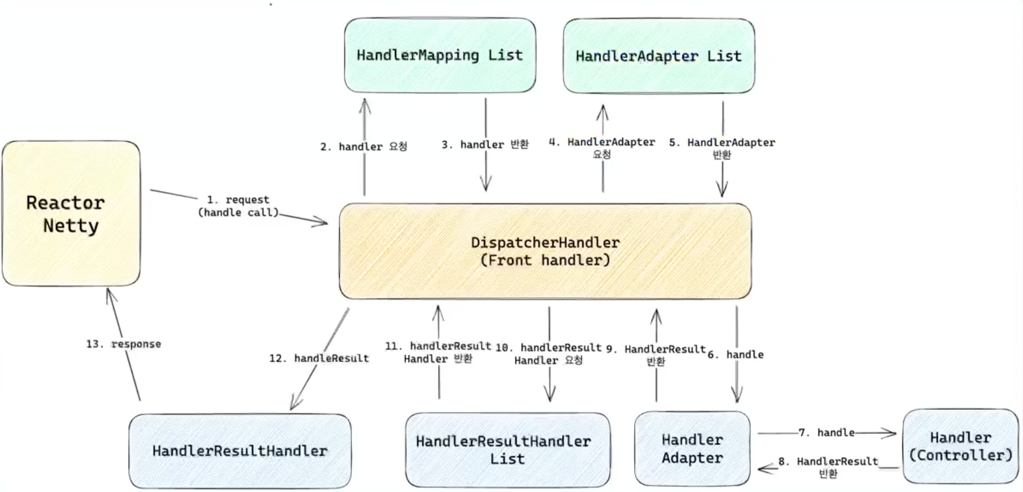 HandlerMapping List
HandlerAdapter List
2. handler 요청
3. handler 반환
4. HandlerAdapter
요청
5. HandlerAdapter
반환
Reactor
Netty
1. request
(handle call)
DispatcherHandler
(Front handler)
13. response
12. handleResult
11. handlerResult
Handler 반환
10. handlerResult
Handler 요청
9. HandlerResult
반환
6. handle
HandlerResultHandler
HandlerResultHandler
List
Handler
Adapter
7. handle
8. HandlerResult
반환
Handler
(Controller)